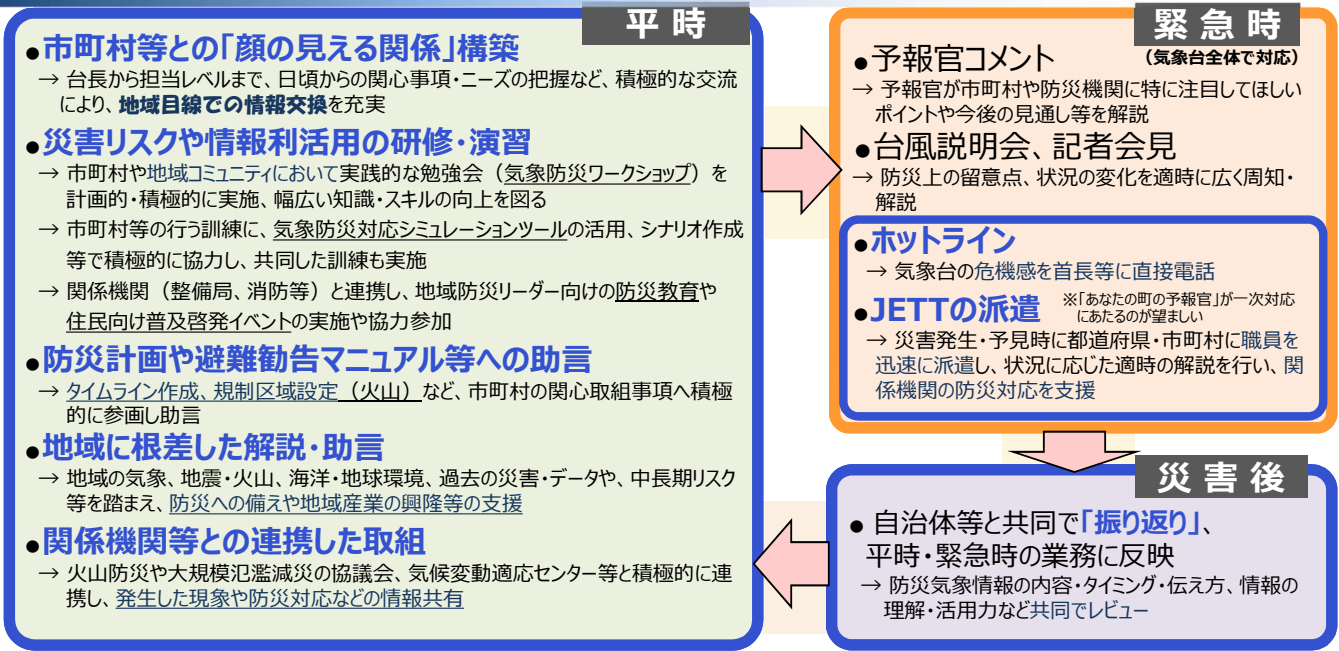 平時
●市町村等との「顔の見える関係」構築
→ 台長から担当レベルまで、日頃からの関心事項・ニーズの把握など、積極的な交流
により、地域目線での情報交換を充実
●災害リスクや情報利活用の研修・演習
→ 市町村や地域コミュニティにおいて実践的な勉強会（気象防災ワークショップ）を
計画的・積極的に実施、幅広い知識・スキルの向上を図る
→ 市町村等の行う訓練に、気象防災対応シミュレーションツールの活用、シナリオ作成
等で積極的に協力し、共同した訓練も実施
→ 関係機関（整備局、消防等）と連携し、地域防災リーダー向けの防災教育や
住民向け普及啓発イベントの実施や協力参加
●防災計画や避難勧告マニュアル等への助言
→ タイムライン作成、規制区域設定（火山）など、市町村の関心取組事項へ積極
的に参画し助言
●地域に根差した解説・助言
→ 地域の気象、地震・火山、海洋・地球環境、過去の災害・データや、中長期リスク
等を踏まえ、防災への備えや地域産業の興隆等の支援
●関係機関等との連携した取組
→ 火山防災や大規模氾濫減災の協議会、気候変動適応センター等と積極的に連
携し、発生した現象や防災対応などの情報共有
緊急時
（気象台全体で対応）
●予報官コメント
→ 予報官が市町村や防災機関に特に注目してほしい
ポイントや今後の見通し等を解説
●台風説明会、記者会見
→ 防災上の留意点、状況の変化を適時に広く周知・
解説
●ホットライン
→ 気象台の危機感を首長等に直接電話
●JETTの派遣
※「あなたの町の予報官」が一次対応
にあたるのが望ましい
→ 災害発生・予見時に都道府県・市町村に職員を
迅速に派遣し、状況に応じた適時の解説を行い、関
係機関の防災対応を支援
災害後
● 自治体等と共同で「振り返り」、
平時・緊急時の業務に反映
→ 防災気象情報の内容・タイミング・伝え方、情報の
理解・活用力など共同でレビュー